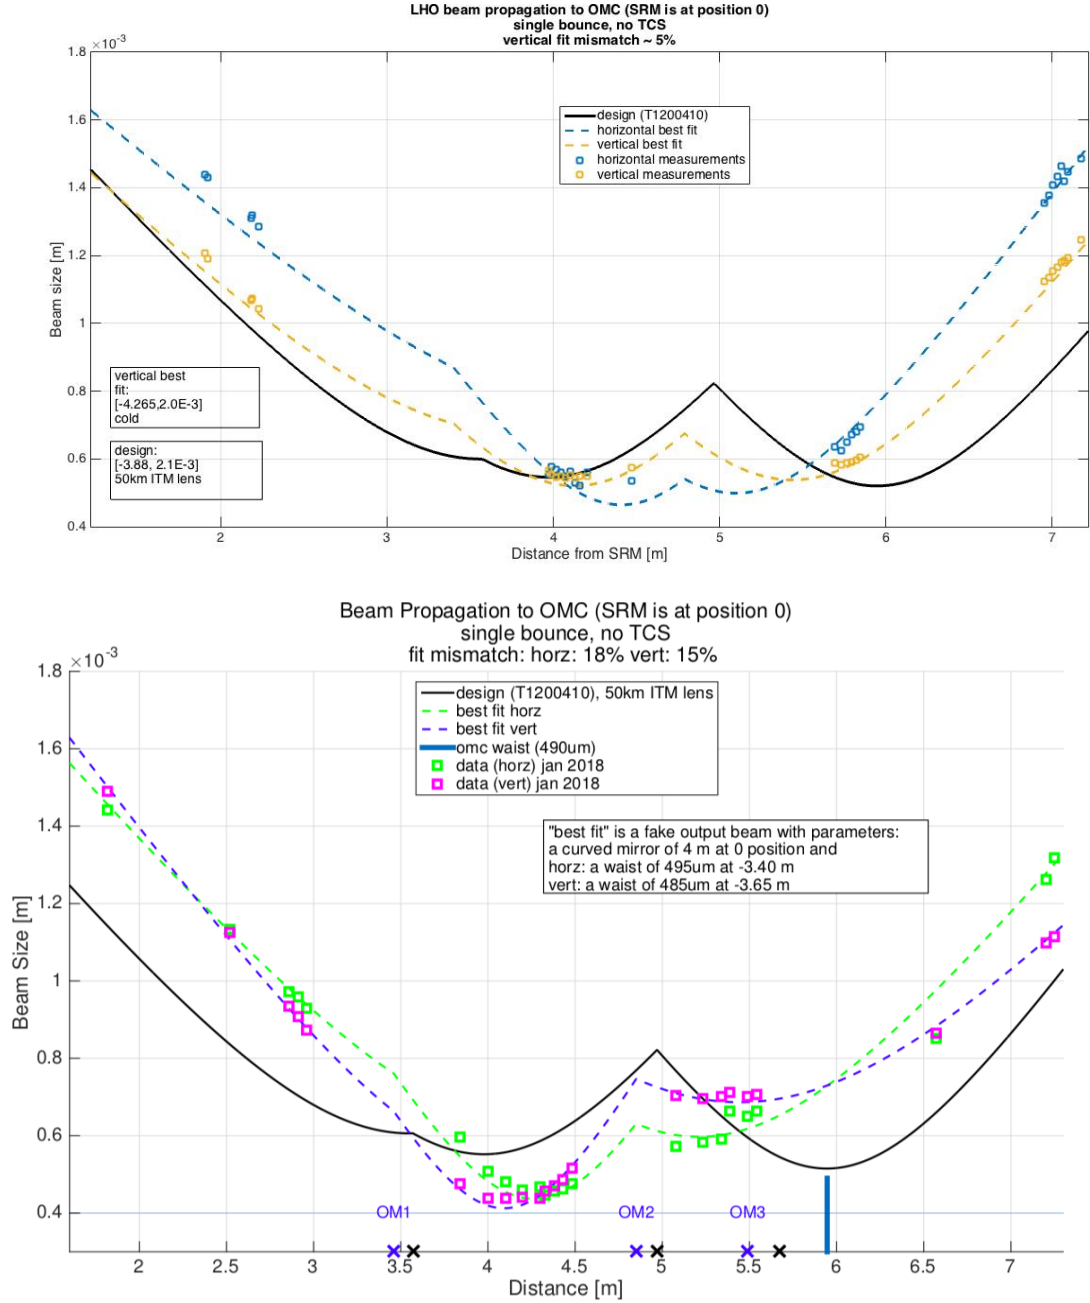 LHO beam propagation to OMC (SRM is at position 0)
single bounce, no TCS
vertical fit mismatch ~ 5%
×10⁻³
1.8
1.6
1.4
1.2
1
0.8
0.6
0.4
Beam size [m]
design (T1200410)
horizontal best fit
vertical best fit
horizontal measurements
vertical measurements
vertical best
fit:
[-4.265,2.0E-3]
cold
design:
[-3.88, 2.1E-3]
50km ITM lens
2 3 4 5 6 7
Distance from SRM [m]
Beam Propagation to OMC (SRM is at position 0)
single bounce, no TCS
fit mismatch: horz: 18% vert: 15%
×10⁻³
1.8
1.6
1.4
1.2
1
0.8
0.6
0.4
Beam Size [m]
design (T1200410), 50km ITM lens
best fit horz
best fit vert
omc waist (490um)
data (horz) jan 2018
data (vert) jan 2018
"best fit" is a fake output beam with parameters:
a curved mirror of 4 m at 0 position and
horz: a waist of 495um at -3.40 m
vert: a waist of 485um at -3.65 m
OM1 OM2 OM3
2 2.5 3 3.5 4 4.5 5 5.5 6 6.5 7
Distance [m]